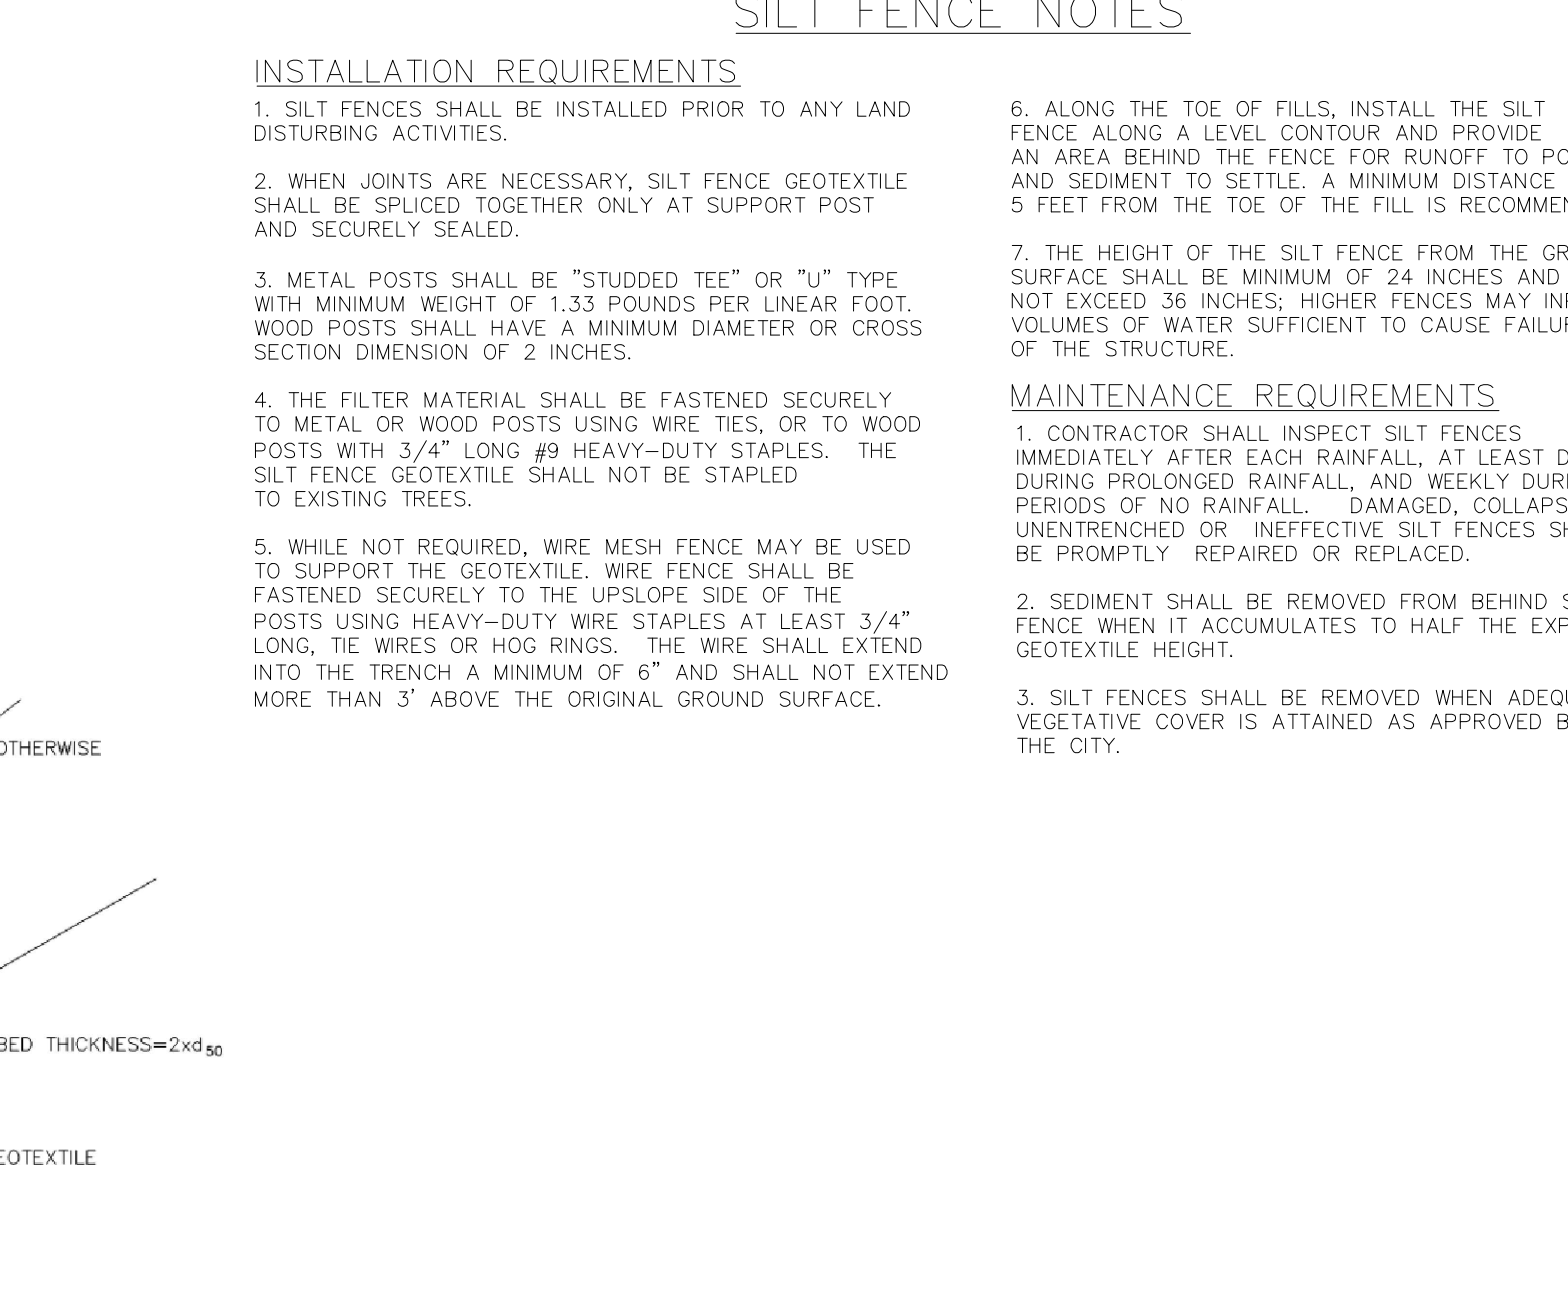 SILT FENCE NOTES
INSTALLATION REQUIREMENTS
1. SILT FENCES SHALL BE INSTALLED PRIOR TO ANY LAND
DISTURBING ACTIVITIES.
2. WHEN JOINTS ARE NECESSARY, SILT FENCE GEOTEXTILE
SHALL BE SPLICED TOGETHER ONLY AT SUPPORT POST
AND SECURELY SEALED.
3. METAL POSTS SHALL BE "STUDDED TEE" OR "U" TYPE
WITH MINIMUM WEIGHT OF 1.33 POUNDS PER LINEAR FOOT.
WOOD POSTS SHALL HAVE A MINIMUM DIAMETER OR CROSS
SECTION DIMENSION OF 2 INCHES.
4. THE FILTER MATERIAL SHALL BE FASTENED SECURELY
TO METAL OR WOOD POSTS USING WIRE TIES, OR TO WOOD
POSTS WITH 3/4" LONG #9 HEAVY-DUTY STAPLES. THE
SILT FENCE GEOTEXTILE SHALL NOT BE STAPLED
TO EXISTING TREES.
5. WHILE NOT REQUIRED, WIRE MESH FENCE MAY BE USED
TO SUPPORT THE GEOTEXTILE. WIRE FENCE SHALL BE
FASTENED SECURELY TO THE UPSLOPE SIDE OF THE
POSTS USING HEAVY-DUTY WIRE STAPLES AT LEAST 3/4"
LONG, TIE WIRES OR HOG RINGS. THE WIRE SHALL EXTEND
INTO THE TRENCH A MINIMUM OF 6" AND SHALL NOT EXTEND
MORE THAN 3' ABOVE THE ORIGINAL GROUND SURFACE.
6. ALONG THE TOE OF FILLS, INSTALL THE SILT
FENCE ALONG A LEVEL CONTOUR AND PROVIDE
AN AREA BEHIND THE FENCE FOR RUNOFF TO
AND SEDIMENT TO SETTLE. A MINIMUM DISTANCE
5 FEET FROM THE TOE OF THE FILL IS
7. THE HEIGHT OF THE SILT FENCE FROM THE
SURFACE SHALL BE MINIMUM OF 24 INCHES AND
NOT EXCEED 36 INCHES; HIGHER FENCES MAY
VOLUMES OF WATER SUFFICIENT TO CAUSE
OF THE STRUCTURE.
MAINTENANCE REQUIREMENTS
1. CONTRACTOR SHALL INSPECT SILT FENCES
IMMEDIATELY AFTER EACH RAINFALL, AT LEAST
DURING PROLONGED RAINFALL, AND WEEKLY
PERIODS OF NO RAINFALL. DAMAGED,
UNENTRENCHED OR INEFFECTIVE SILT FENCES
BE PROMPTLY REPAIRED OR REPLACED.
2. SEDIMENT SHALL BE REMOVED FROM BEHIND
FENCE WHEN IT ACCUMULATES TO HALF THE
GEOTEXTILE HEIGHT.
3. SILT FENCES SHALL BE REMOVED WHEN
VEGETATIVE COVER IS ATTAINED AS APPROVED
THE CITY.
OTHERWISE
BED THICKNESS=2xd50
EOTEXTILE